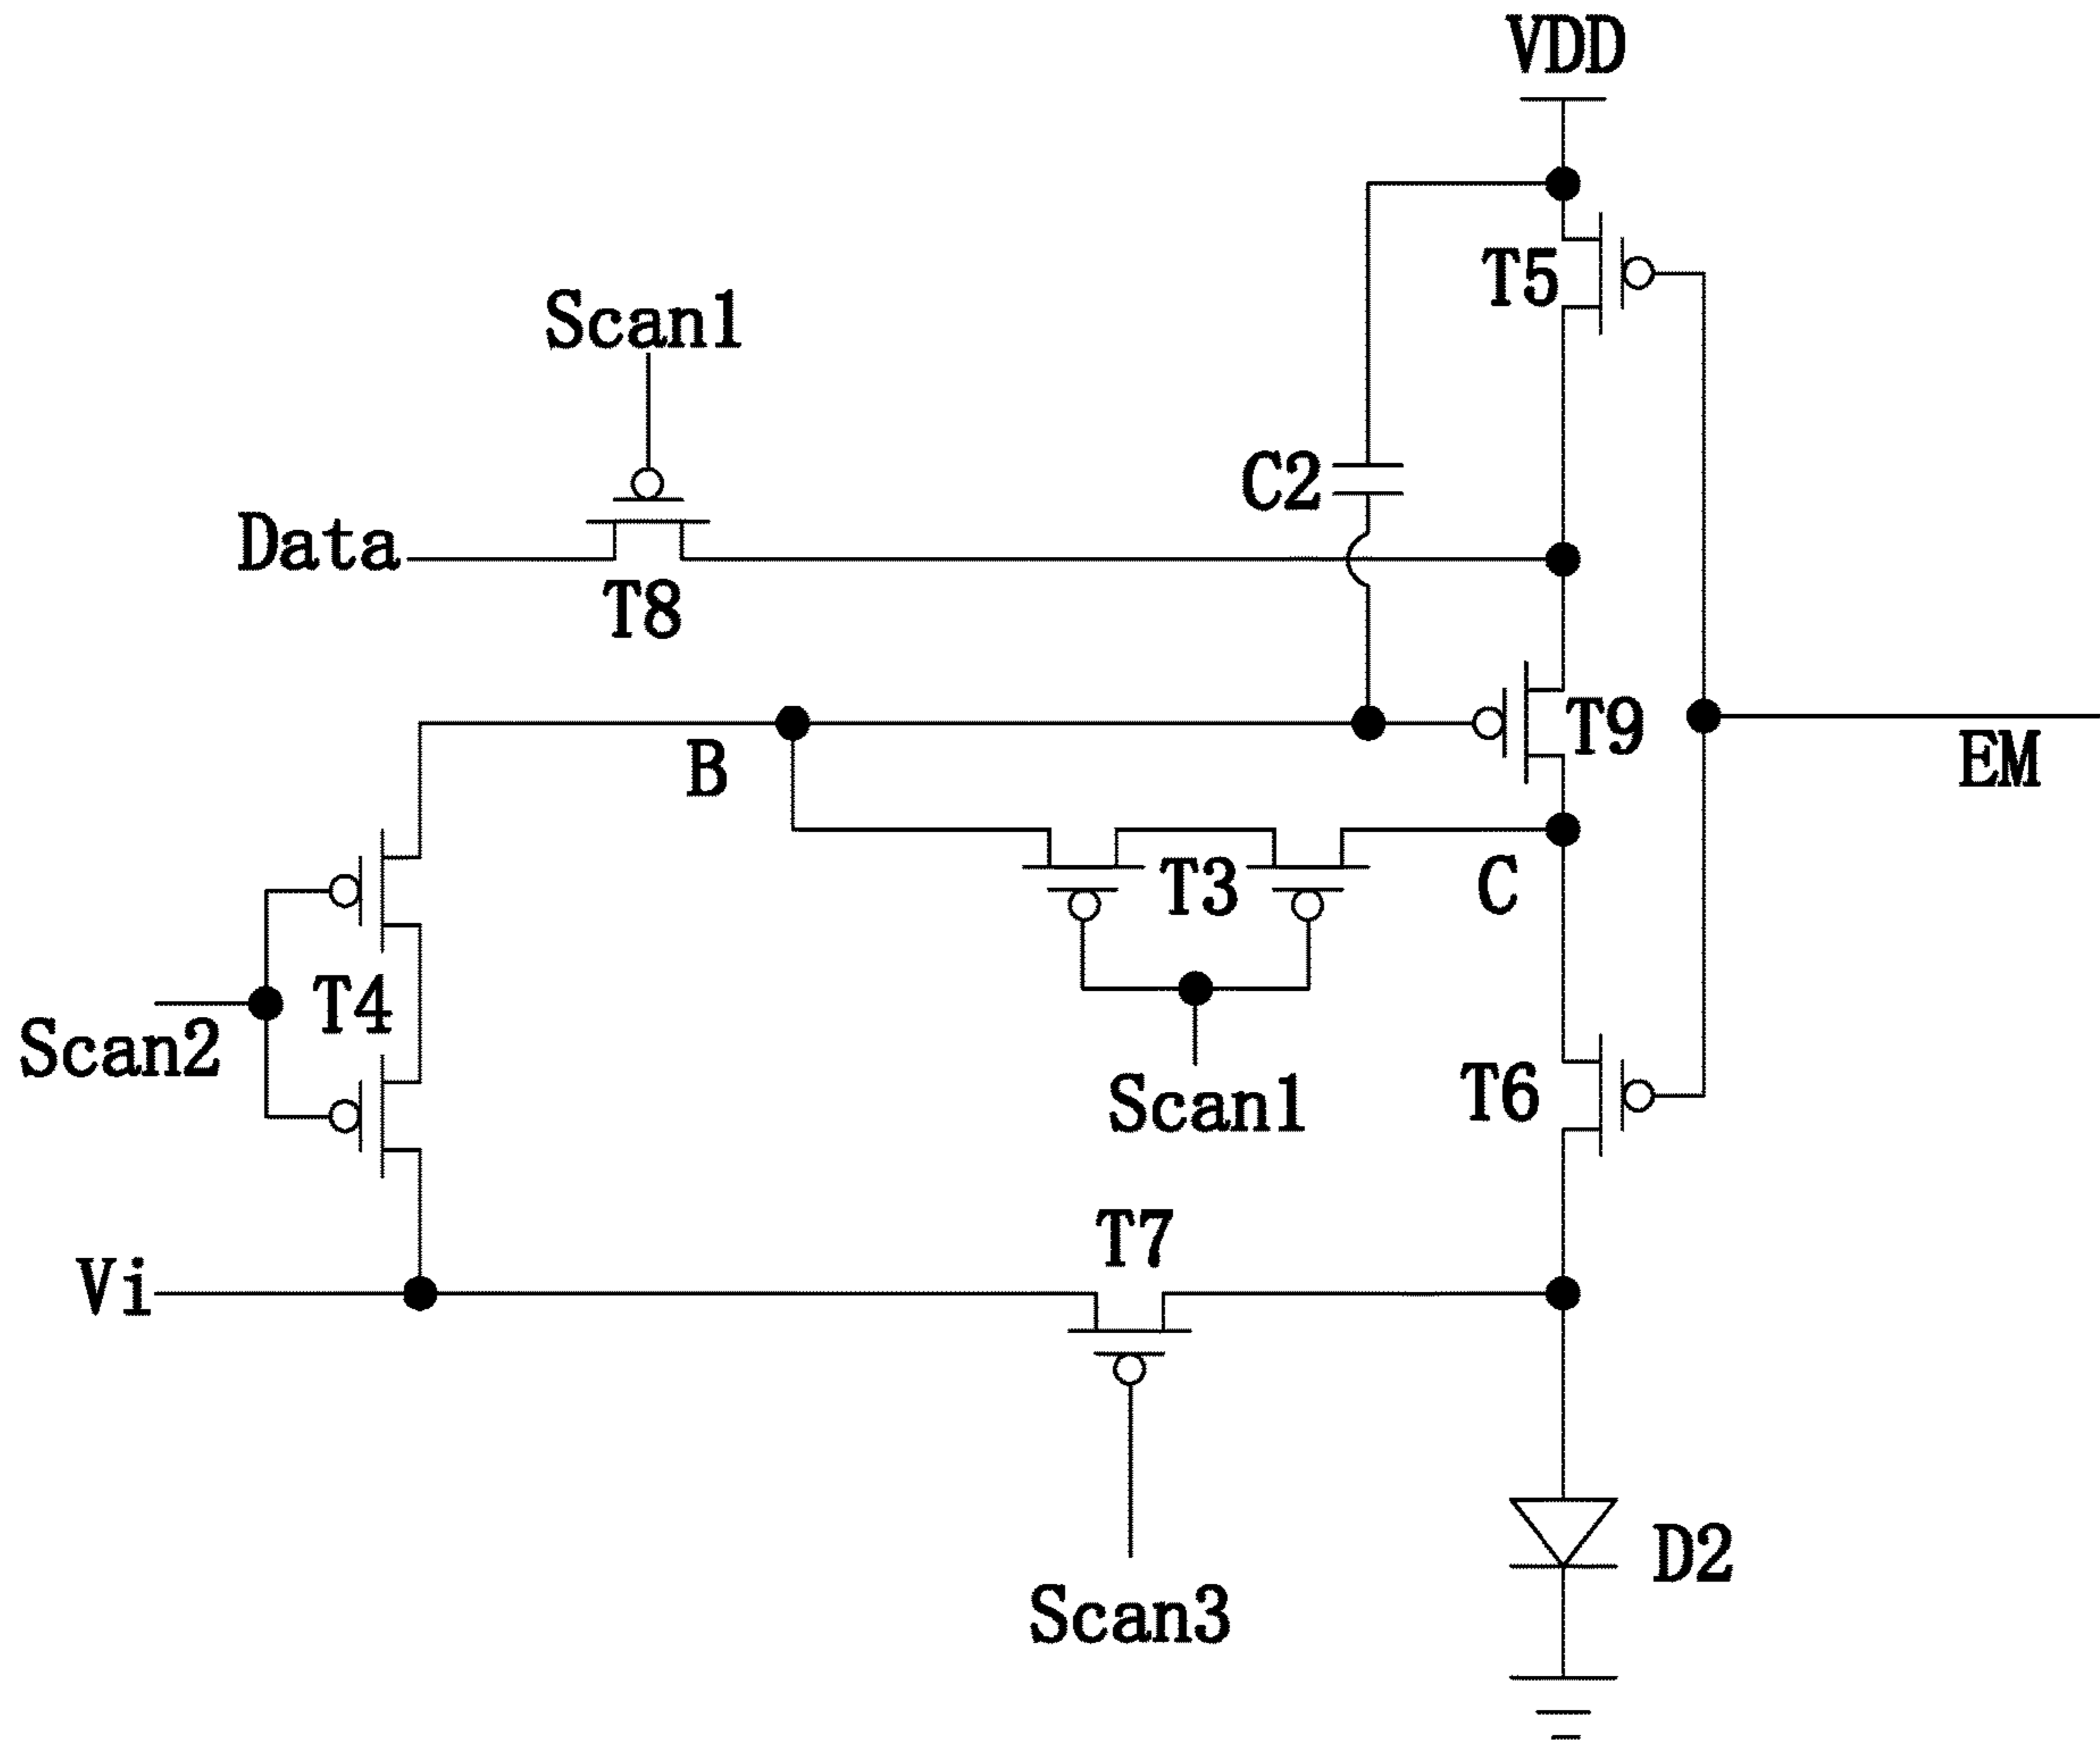 VDD
T5
Scan1
C2
Data
T8
T9
B
EM
T3
C
T4
Scan2
T6
Scan1
T7
Vi
D2
Scan3